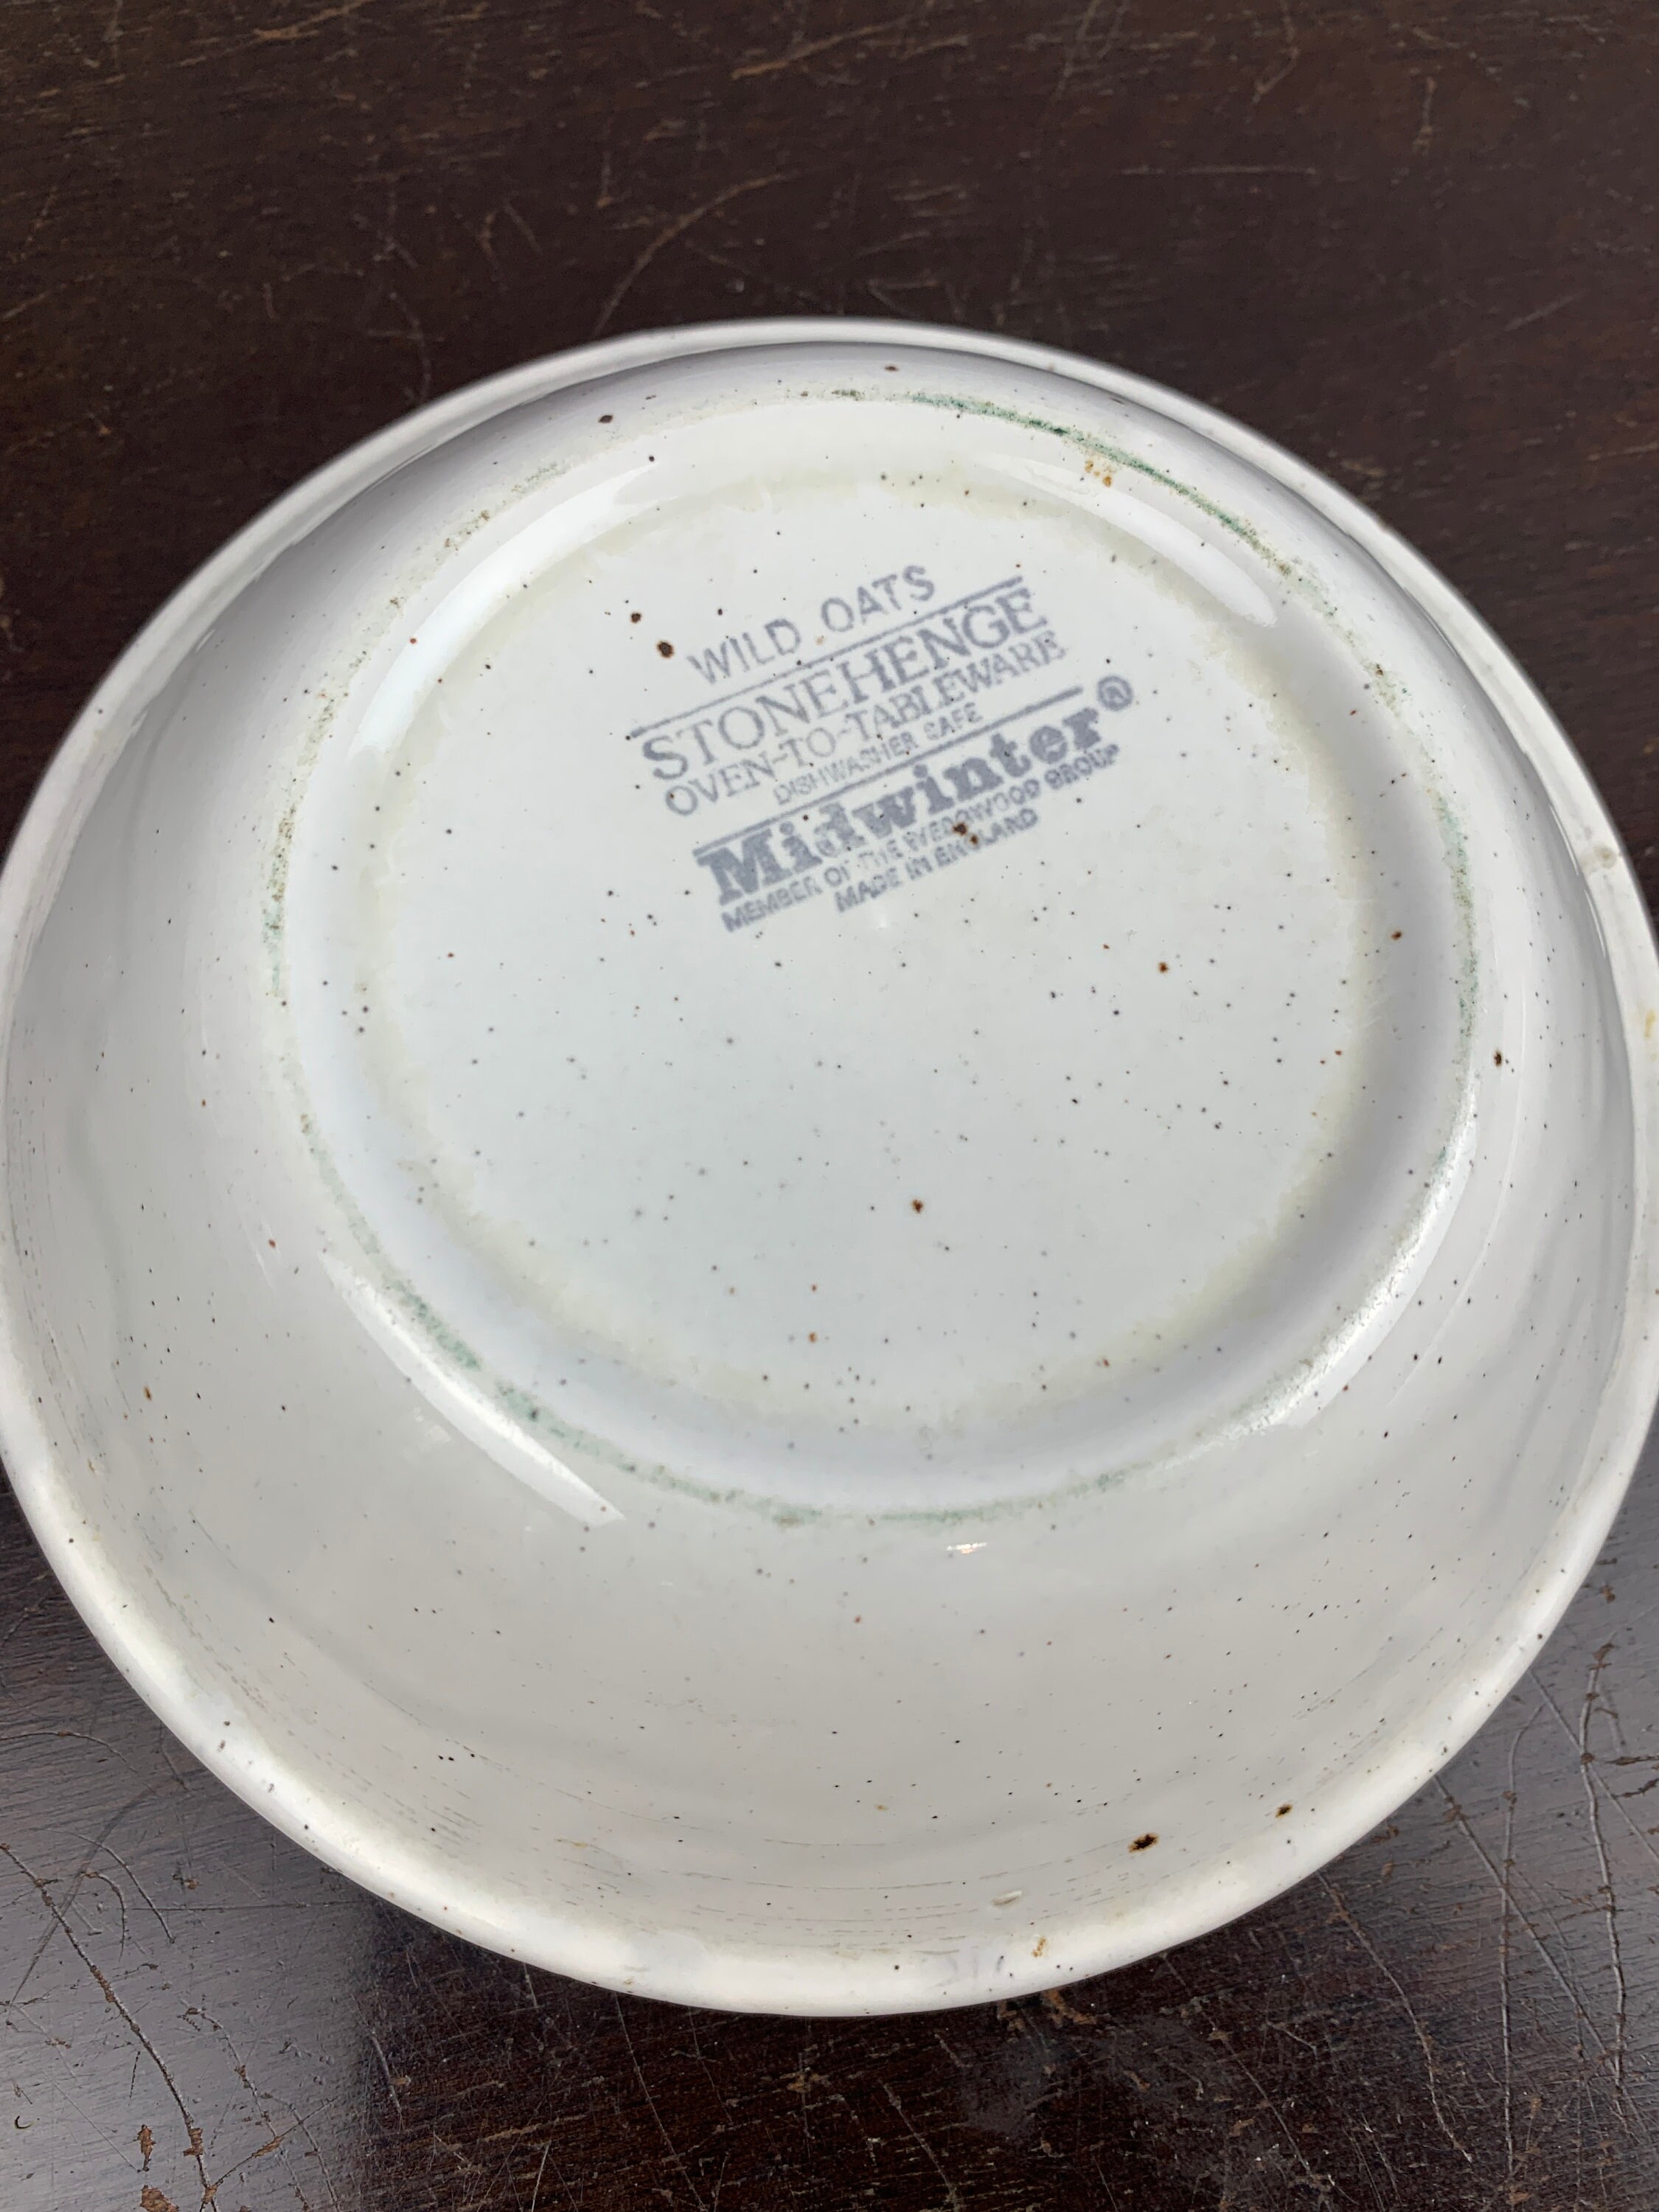 WILD OATS
STONEHENGE
OVEN-TO-TABLEWARE
DISHWASHER SAFE
Midwinter®
MEMBER OF THE WEDGWOOD GROUP
MADE IN ENGLAND